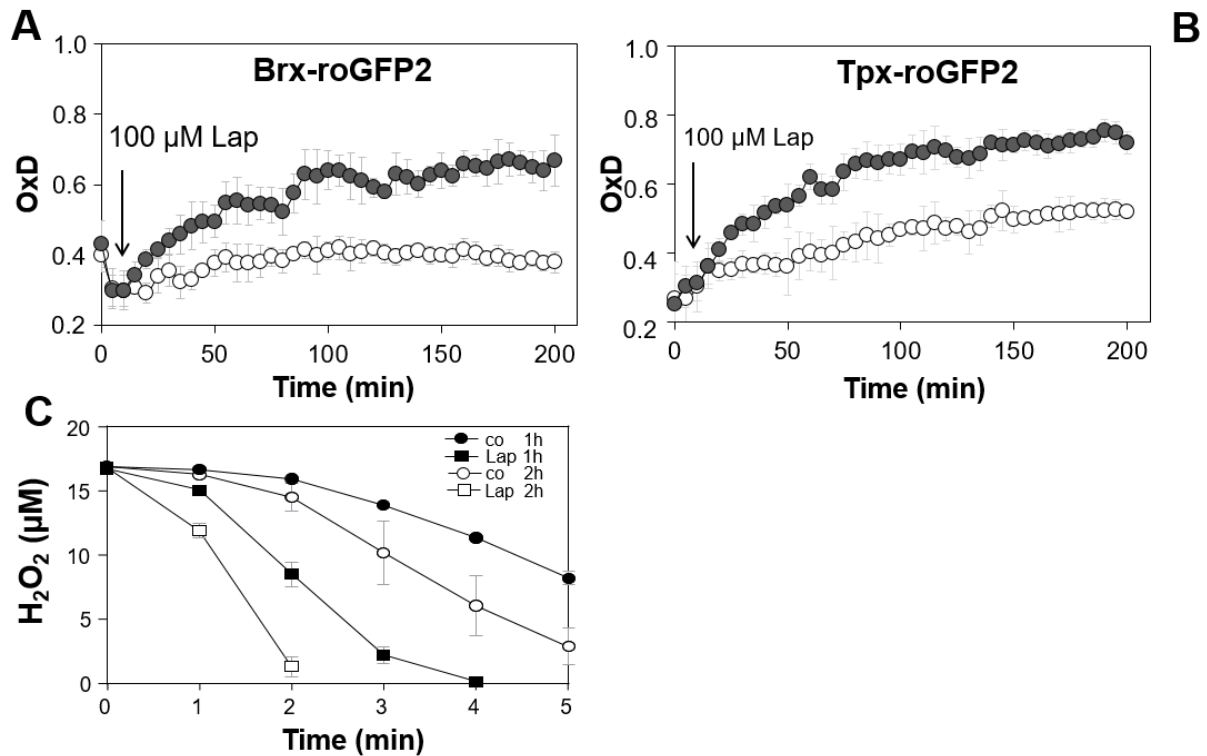 A
B
1.0
0.8
0.6
0.4
0.2
OxD
Brx-roGFP2
100 µM Lap
0 50 100 150 200
Time (min)
1.0
0.8
0.6
0.4
0.2
OxD
Tpx-roGFP2
100 µM Lap
0 50 100 150 200
Time (min)
C
20
15
10
5
0
H₂O₂ (µM)
co 1h
Lap 1h
co 2h
Lap 2h
0 1 2 3 4 5
Time (min)